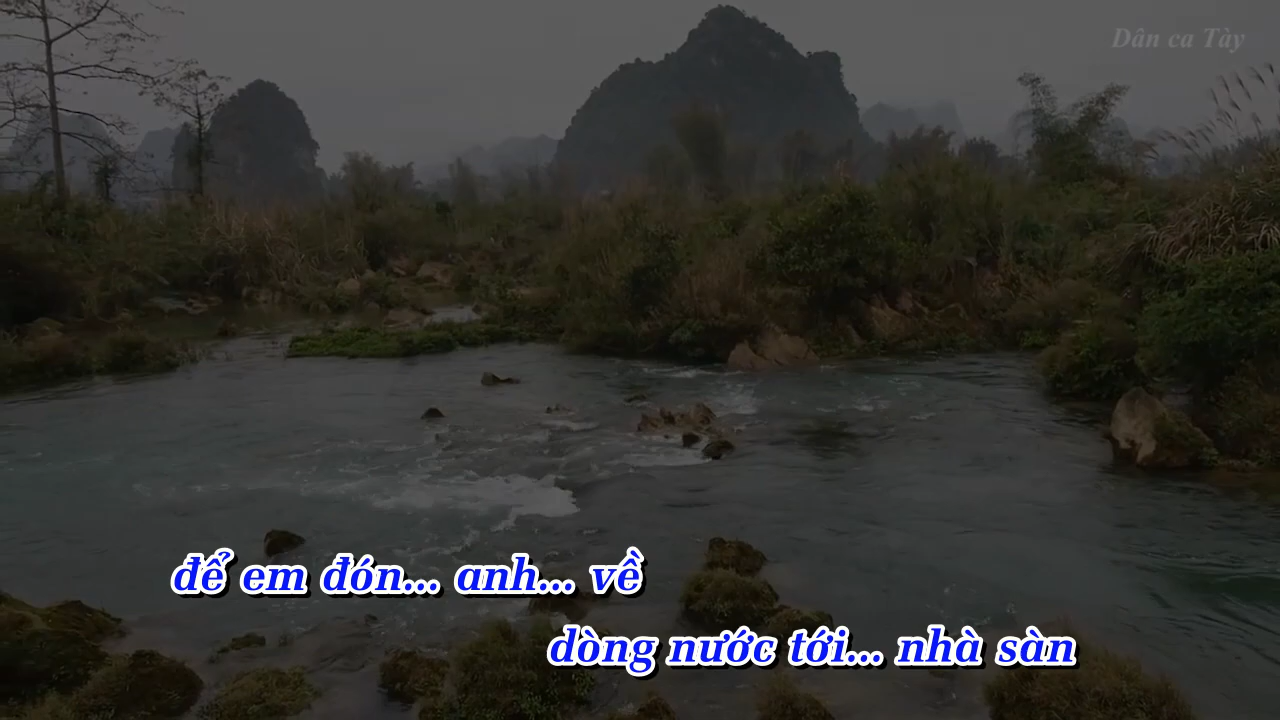 Dân ca Tày
để em đón... anh... về
dòng nước tới... nhà sàn